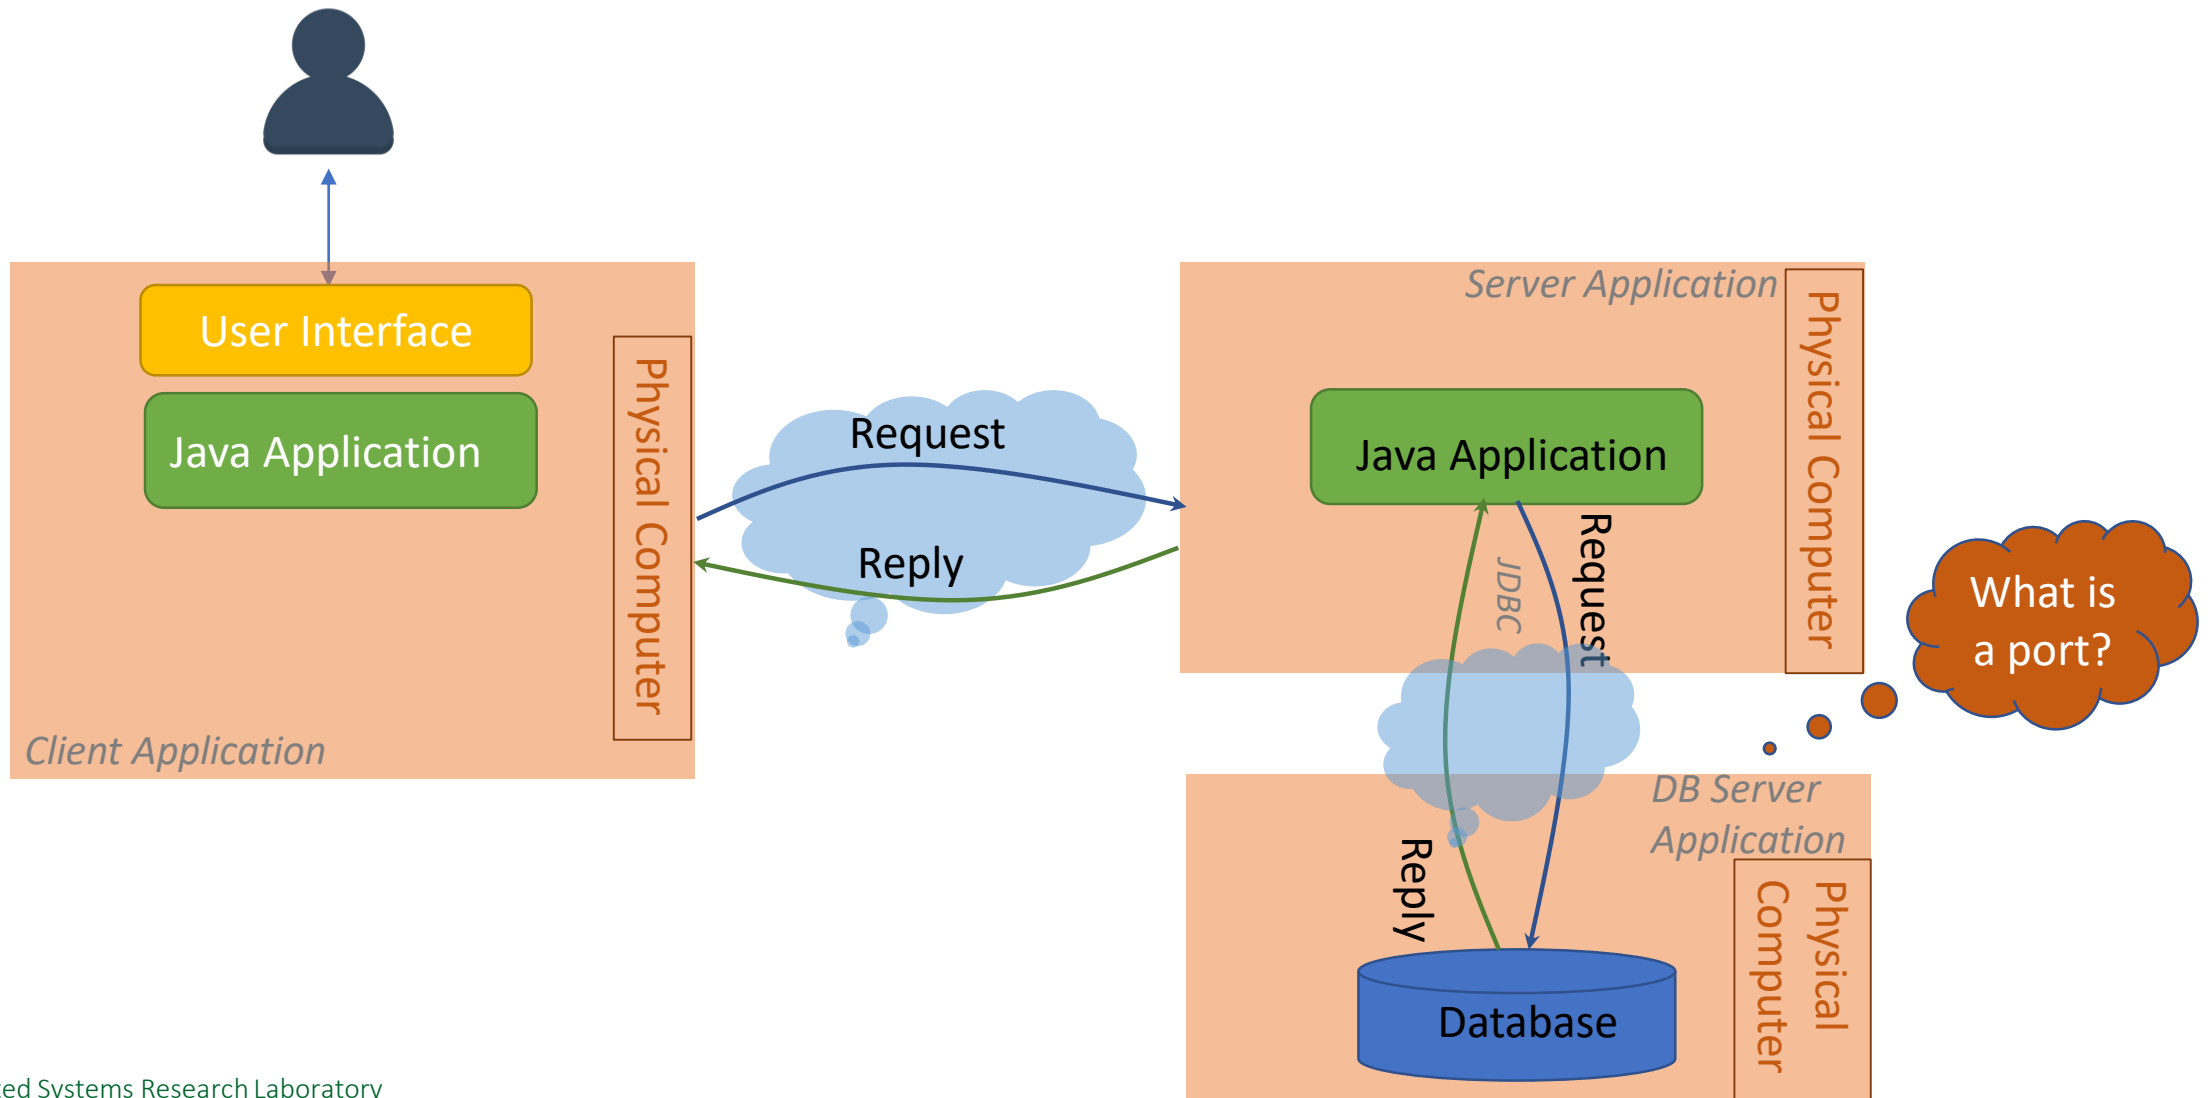 User Interface
Java Application
Physical Computer
Client Application
Request
Reply
Server Application
Physical Computer
Java Application
JDBC
Request
What is
a port?
DB Server
Application
Physical
Computer
Reply
Database
Systems Research Laboratory